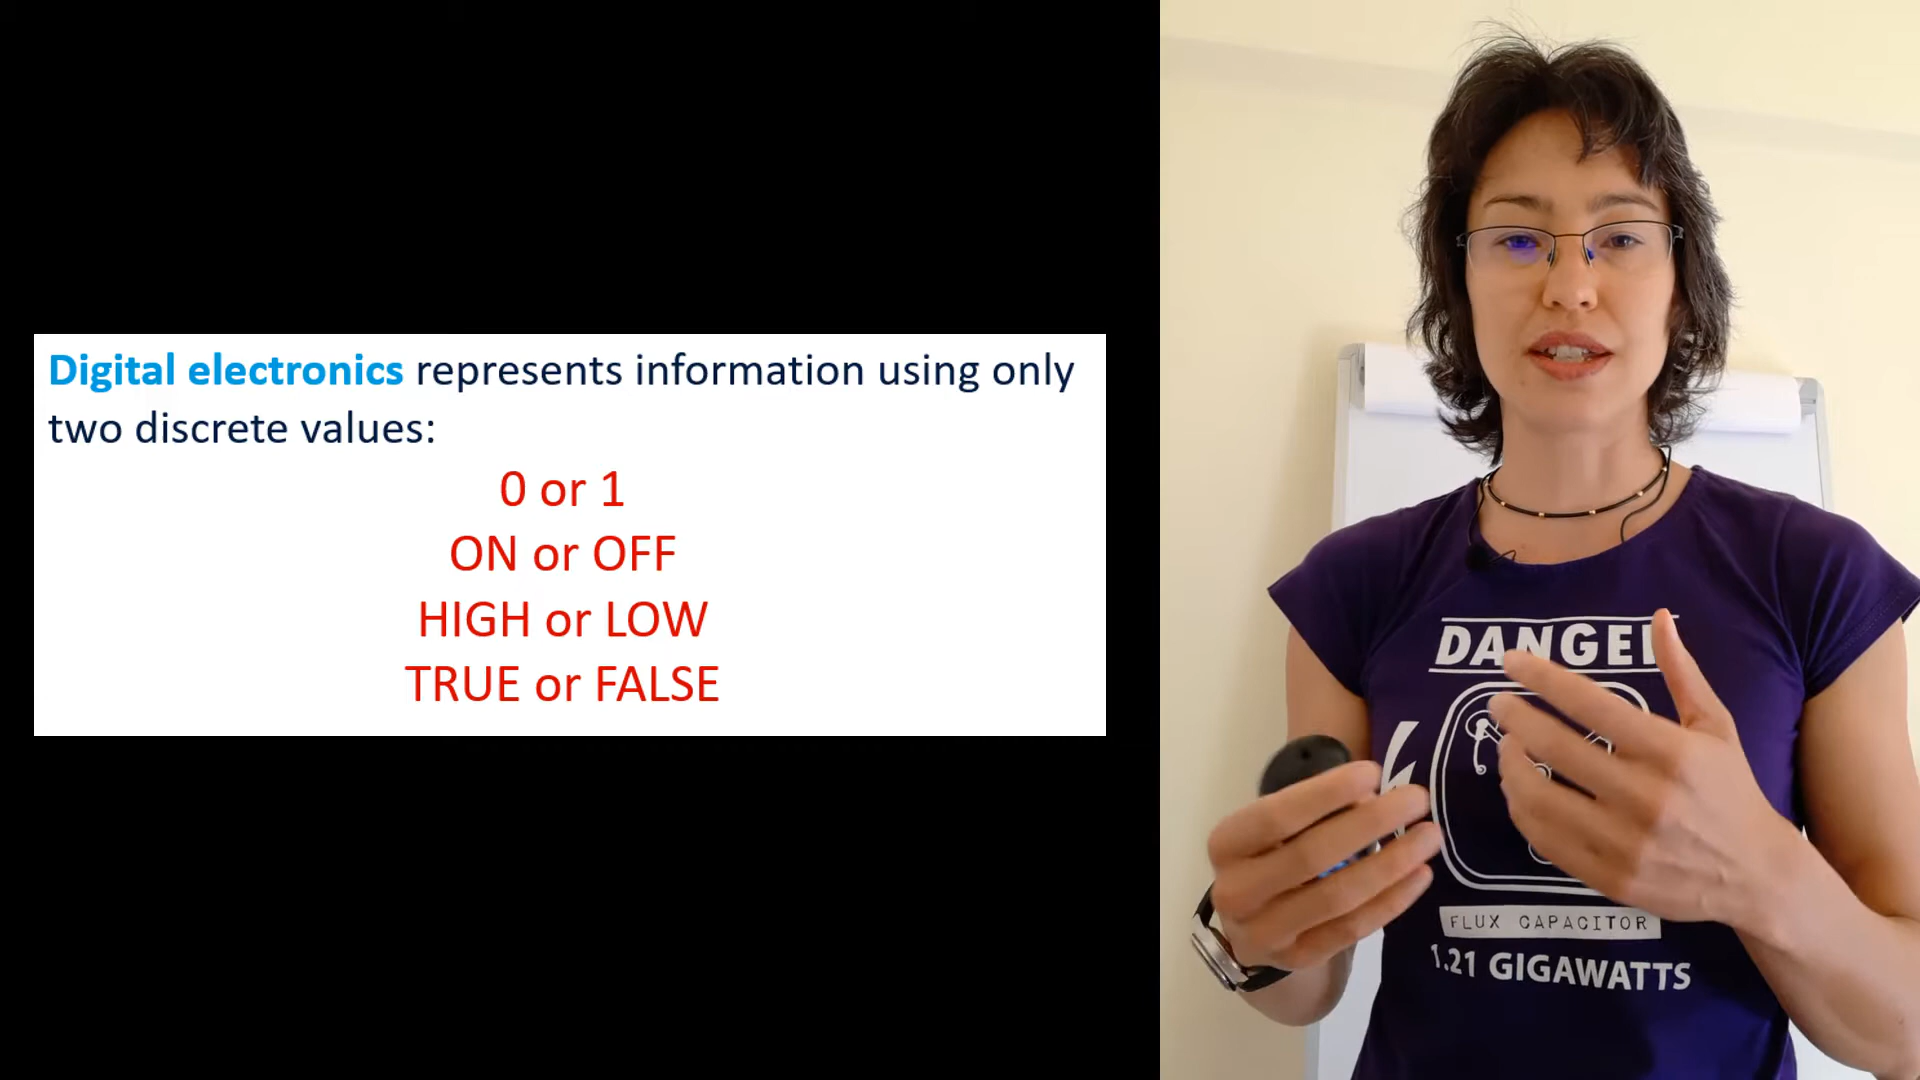 Digital electronics represents information using only
two discrete values:
0 or 1
ON or OFF
HIGH or LOW
TRUE or FALSE
DANGER
FLUX CAPACITOR
1.21 GIGAWATTS